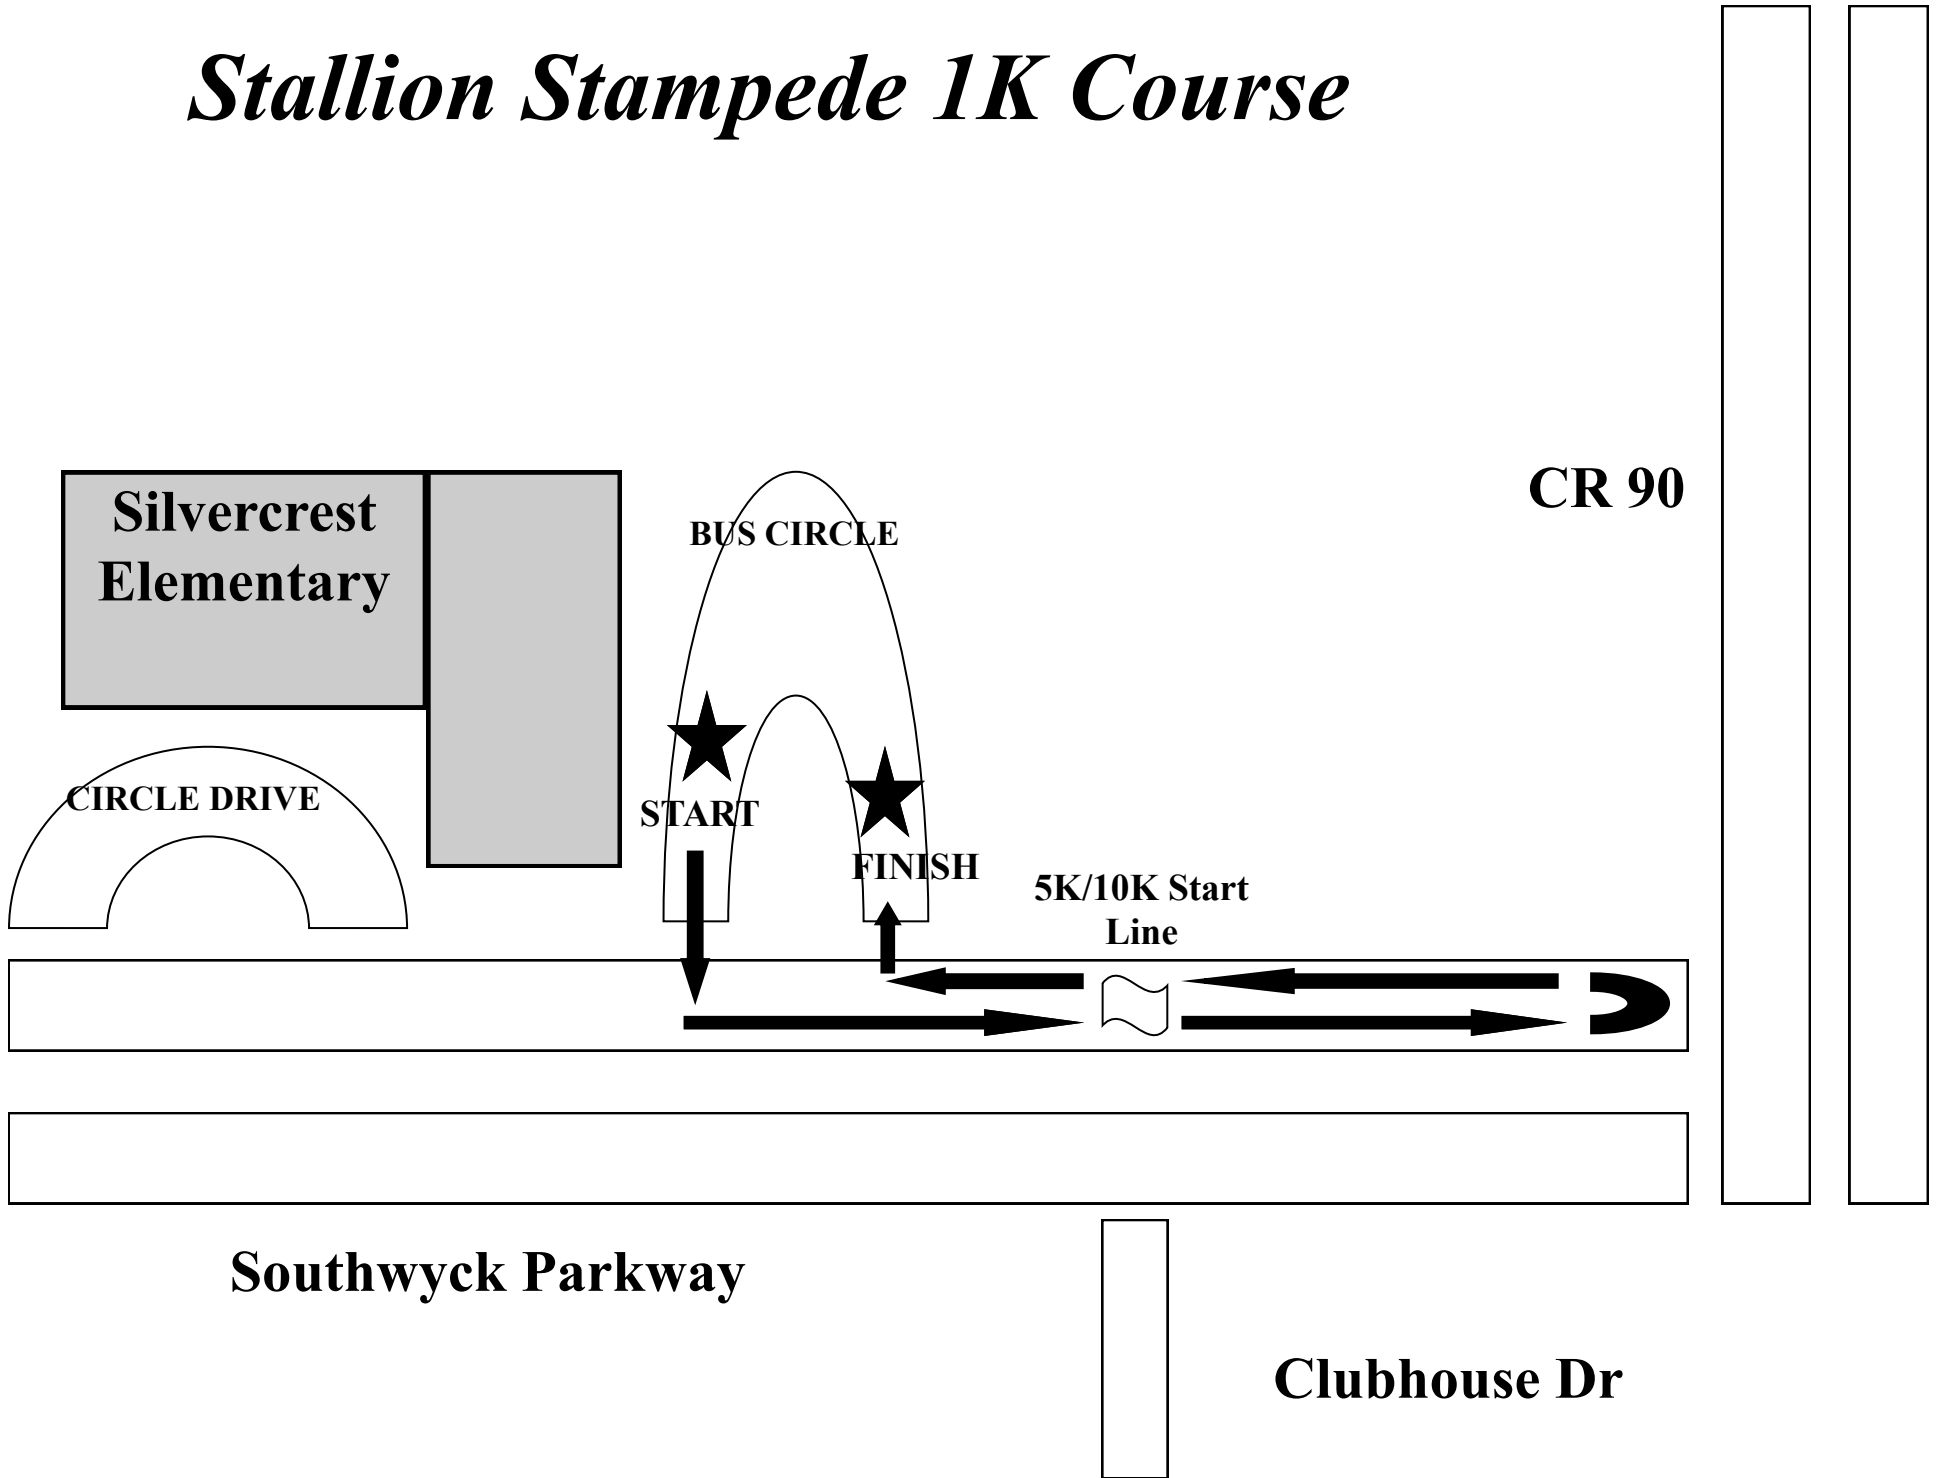 Stallion Stampede 1K Course
CR 90
Silvercrest
Elementary
BUS CIRCLE
CIRCLE DRIVE
START
FINISH
5K/10K Start
Line
Southwyck Parkway
Clubhouse Dr